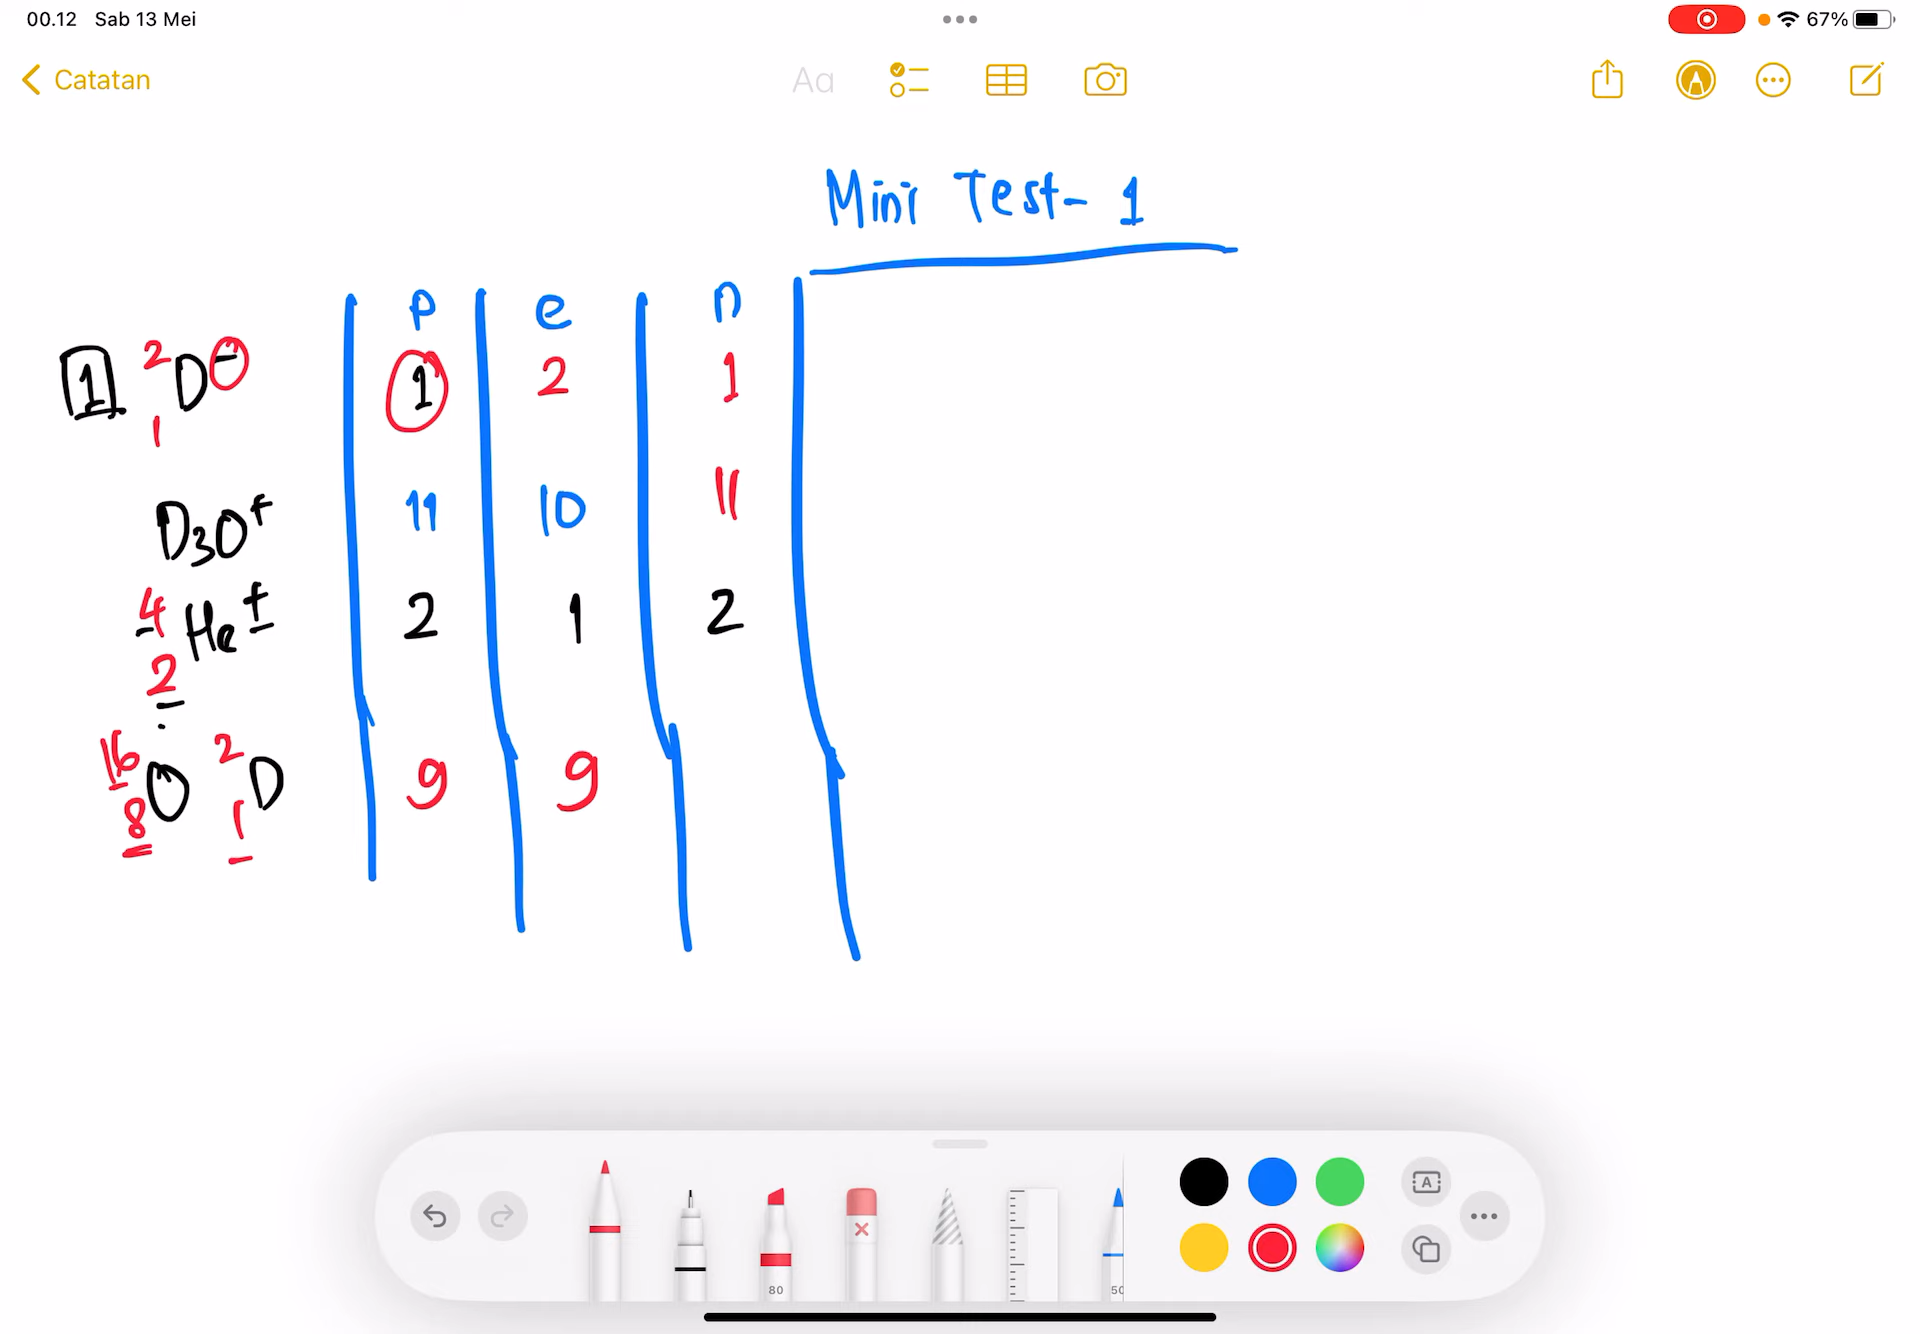 00.12 Sab 13 Mei
67%
Catatan
Aa
Mini Test- 1
p e n
1 ²₁D⁻ 1 2 1
D₃O⁺ 11 10 11
⁴₂He⁺ 2 1 2
¹⁶₈O ²₁D 9 9
A
80
50